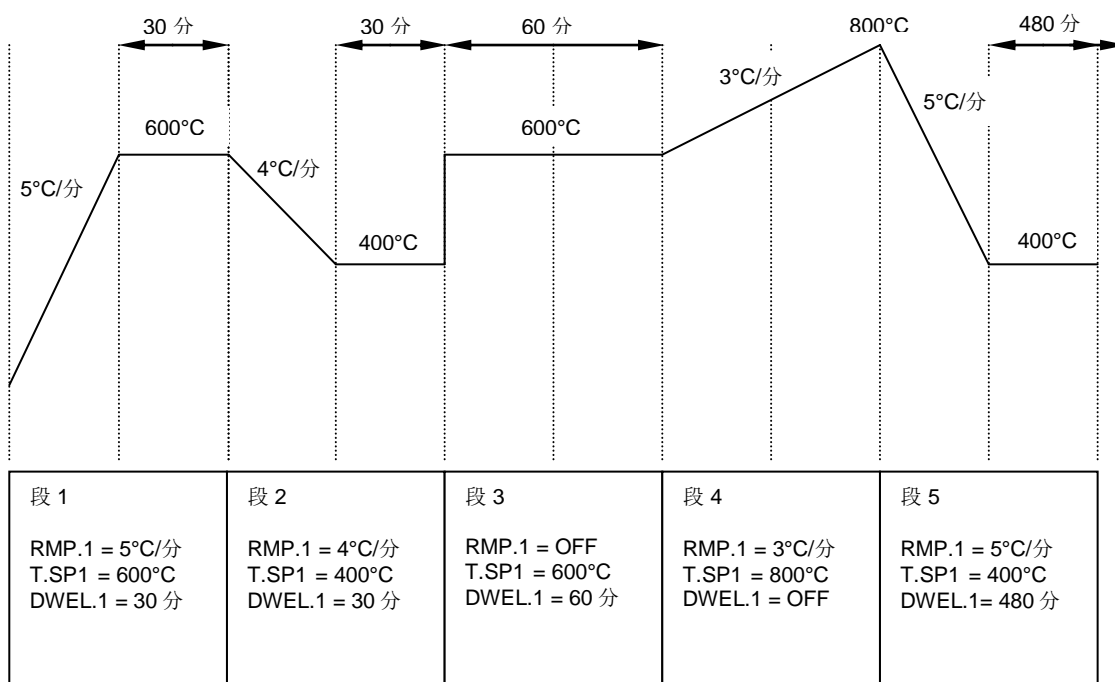 30 分
30 分
60 分
800°C
480 分
3°C/分
5°C/分
600°C
600°C
4°C/分
5°C/分
400°C
400°C
段 1
RMP.1 = 5°C/分
T.SP1 = 600°C
DWEL.1 = 30 分
段 2
RMP.1 = 4°C/分
T.SP1 = 400°C
DWEL.1 = 30 分
段 3
RMP.1 = OFF
T.SP1 = 600°C
DWEL.1 = 60 分
段 4
RMP.1 = 3°C/分
T.SP1 = 800°C
DWEL.1 = OFF
段 5
RMP.1 = 5°C/分
T.SP1 = 400°C
DWEL.1= 480 分